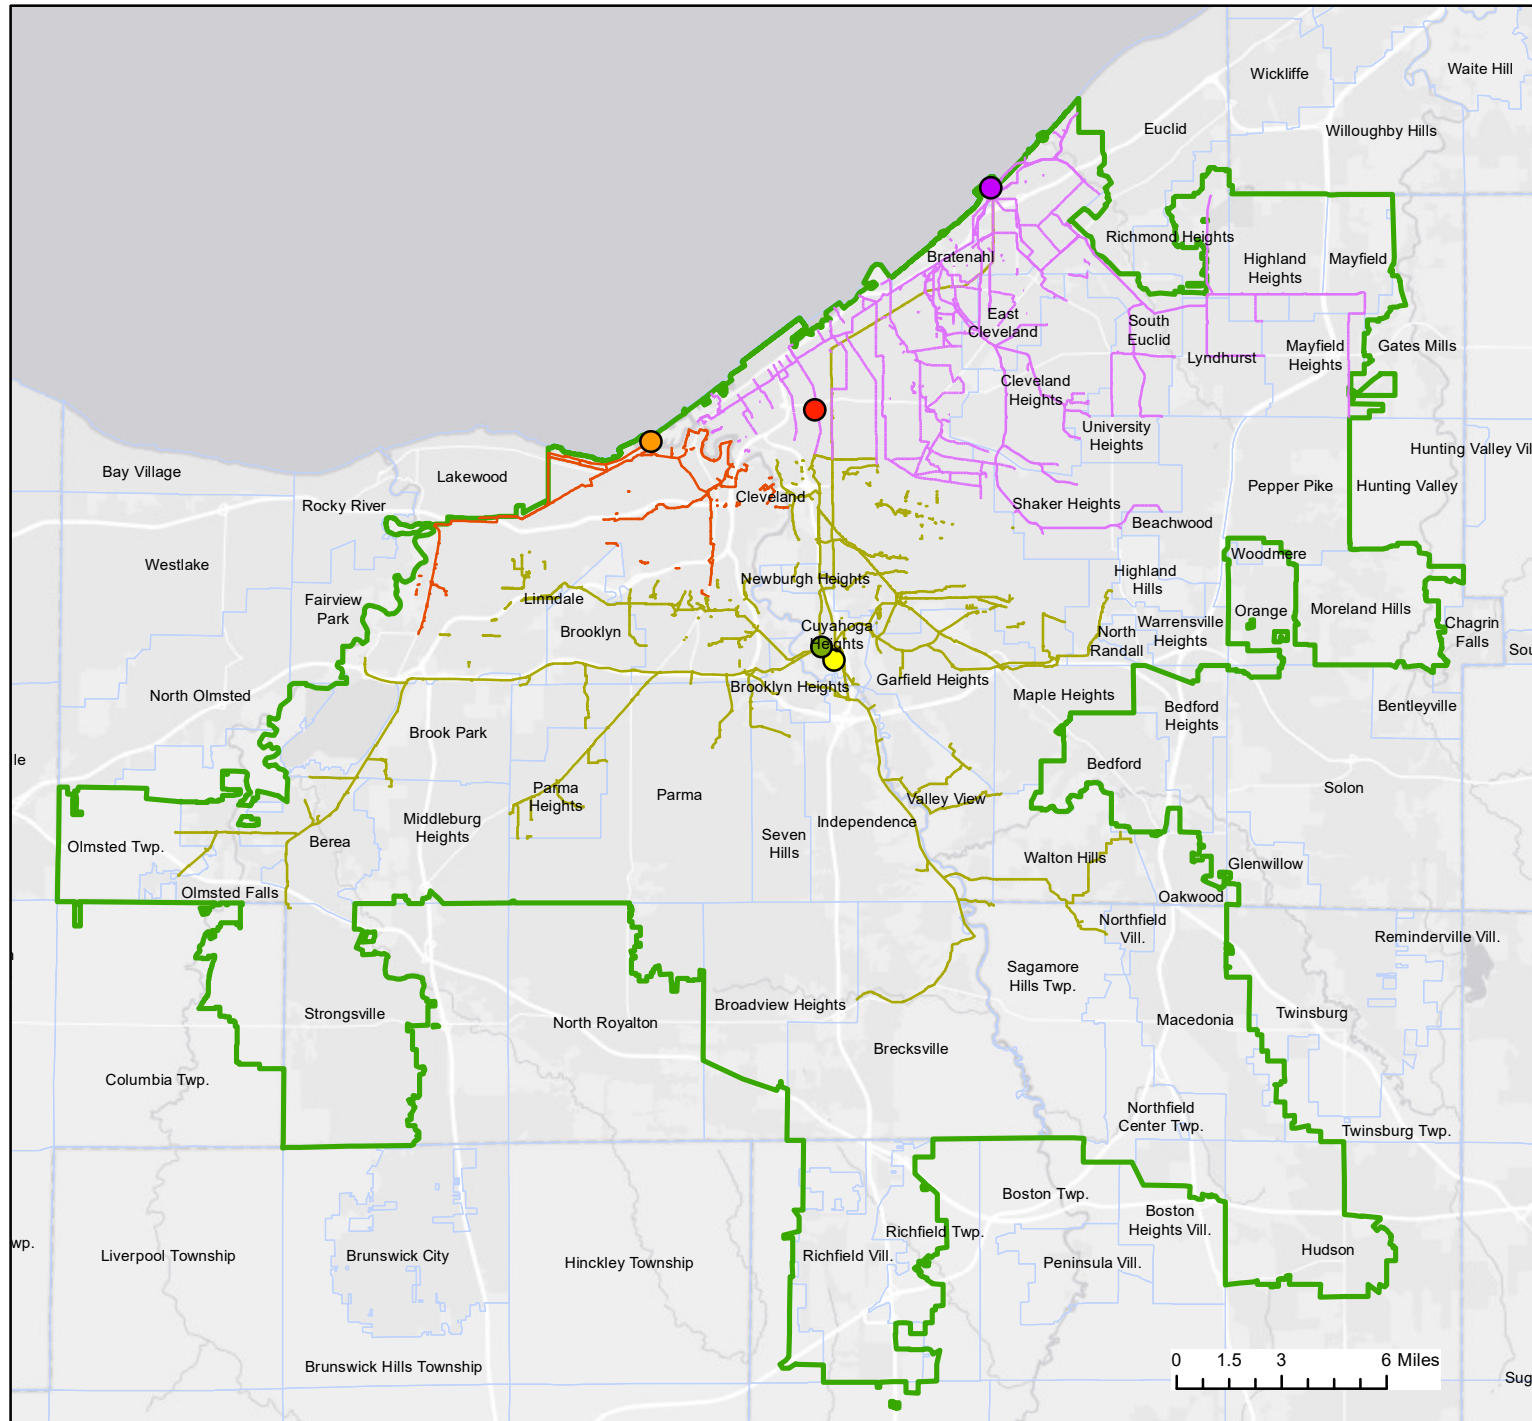 Wickliffe
Waite Hill
Euclid
Willoughby Hills
Richmond Heights
Bratenahl
Highland
Heights
Mayfield
East
Cleveland
South
Euclid
Lyndhurst
Mayfield
Heights
Gates Mills
Cleveland
Heights
University
Heights
Hunting Valley Vil
Bay Village
Lakewood
Rocky River
Cleveland
Shaker Heights
Pepper Pike
Hunting Valley
Beachwood
Westlake
Woodmere
Newburgh Heights
Highland
Hills
Fairview
Park
Linndale
Brooklyn
Cuyahoga
Heights
Orange
Moreland Hills
Chagrin
Falls
North
Randall
Warrensville
Heights
Sou
North Olmsted
Brooklyn Heights
Garfield Heights
Maple Heights
Bedford
Heights
Bentleyville
Brook Park
le
Bedford
Parma
Heights
Parma
Valley View
Solon
Middleburg
Heights
Independence
Olmsted Twp.
Berea
Seven
Hills
Walton Hills
Glenwillow
Olmsted Falls
Oakwood
Northfield
Vill.
Reminderville Vill.
Sagamore
Hills Twp.
Strongsville
North Royalton
Broadview Heights
Macedonia
Twinsburg
Brecksville
Columbia Twp.
Northfield
Center Twp.
Twinsburg Twp.
Boston Twp.
Boston
Heights Vill.
wp.
Liverpool Township
Brunswick City
Hinckley Township
Richfield Vill.
Richfield Twp.
Peninsula Vill.
Hudson
Brunswick Hills Township
0 1.5 3 6 Miles
Sug